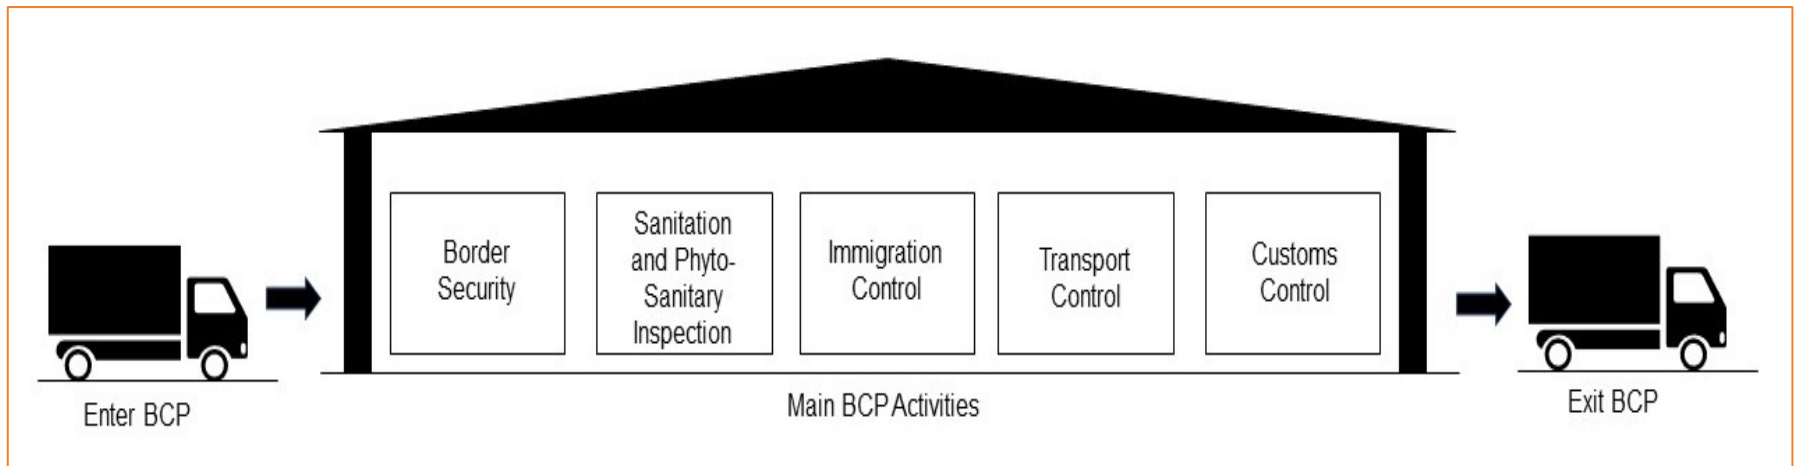 Border
Security
Sanitation
and Phyto-
Sanitary
Inspection
Immigration
Control
Transport
Control
Customs
Control
Enter BCP
Main BCP Activities
Exit BCP